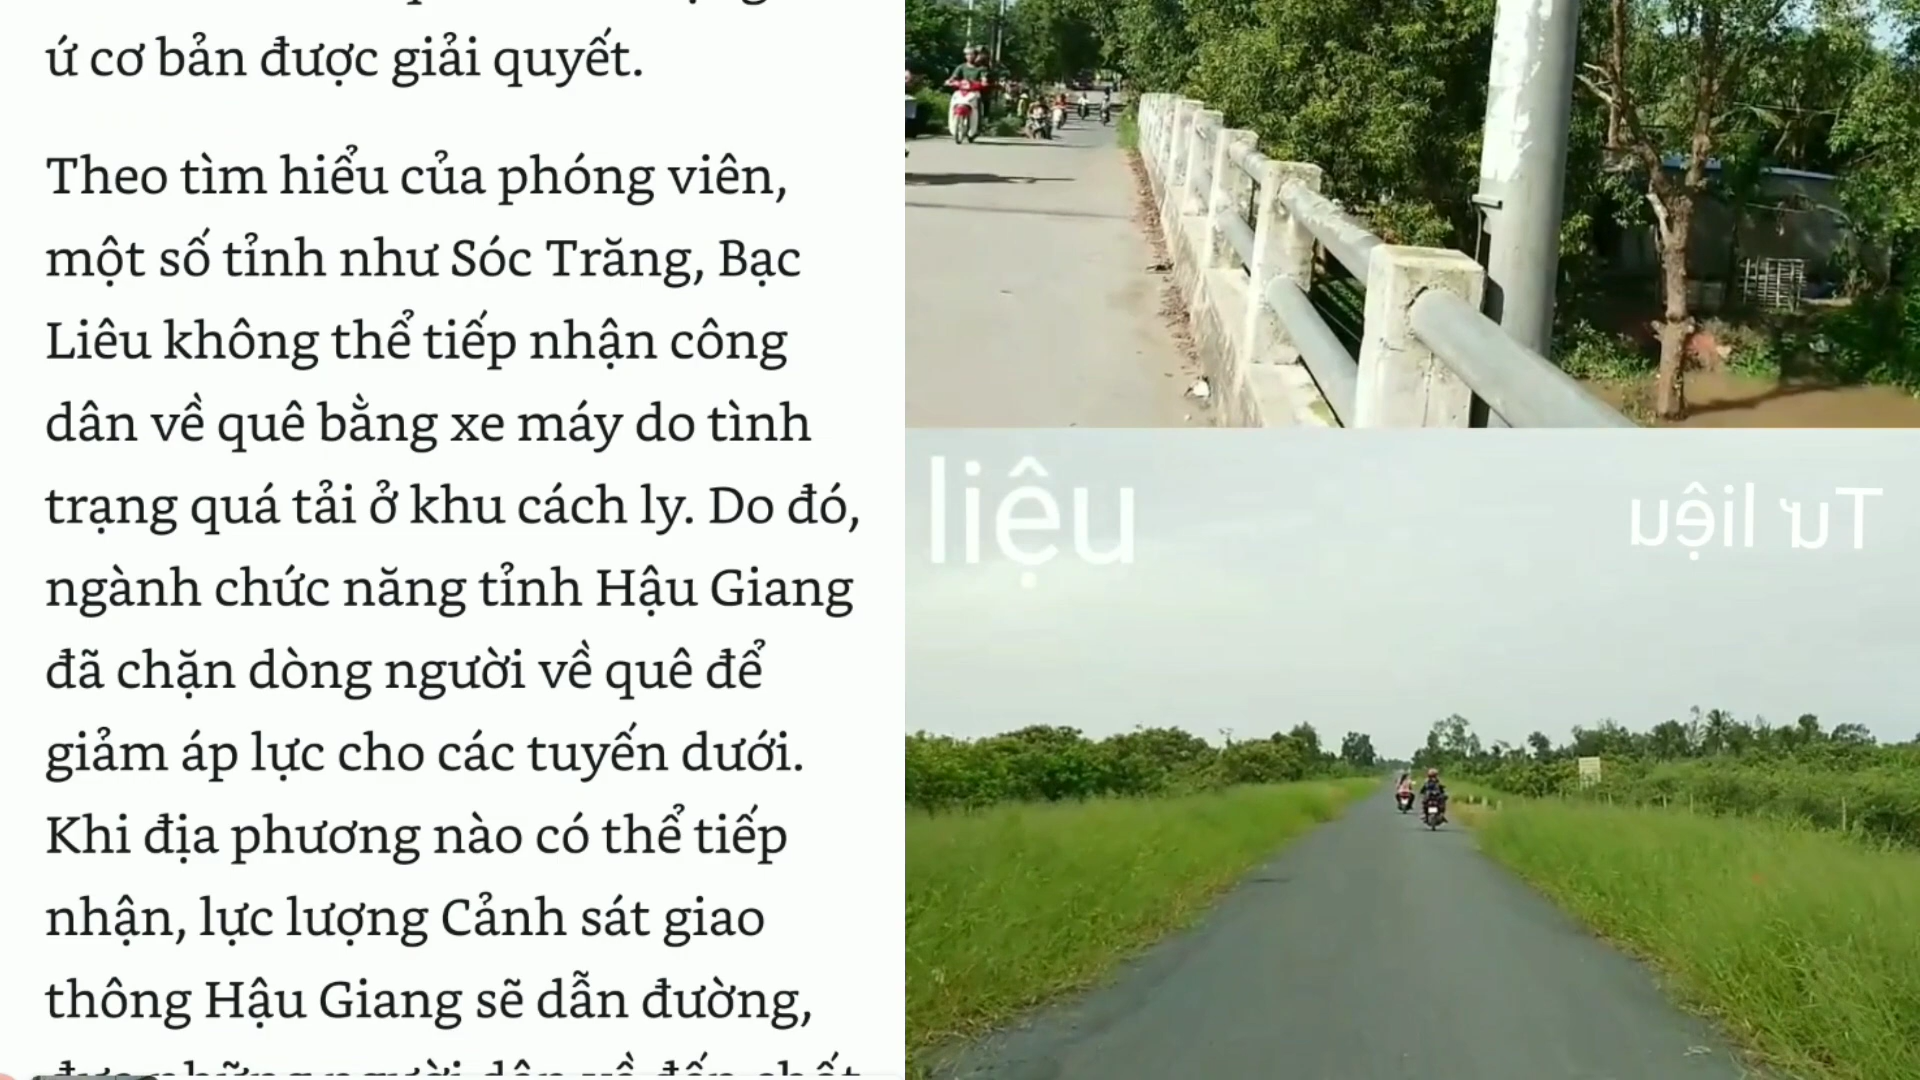 ứ cơ bản được giải quyết.
Theo tìm hiểu của phóng viên,
một số tỉnh như Sóc Trăng, Bạc
Liêu không thể tiếp nhận công
dân về quê bằng xe máy do tình
trạng quá tải ở khu cách ly. Do đó,
ngành chức năng tỉnh Hậu Giang
đã chặn dòng người về quê để
giảm áp lực cho các tuyến dưới.
Khi địa phương nào có thể tiếp
nhận, lực lượng Cảnh sát giao
thông Hậu Giang sẽ dẫn đường,
liệu
Tư liệu